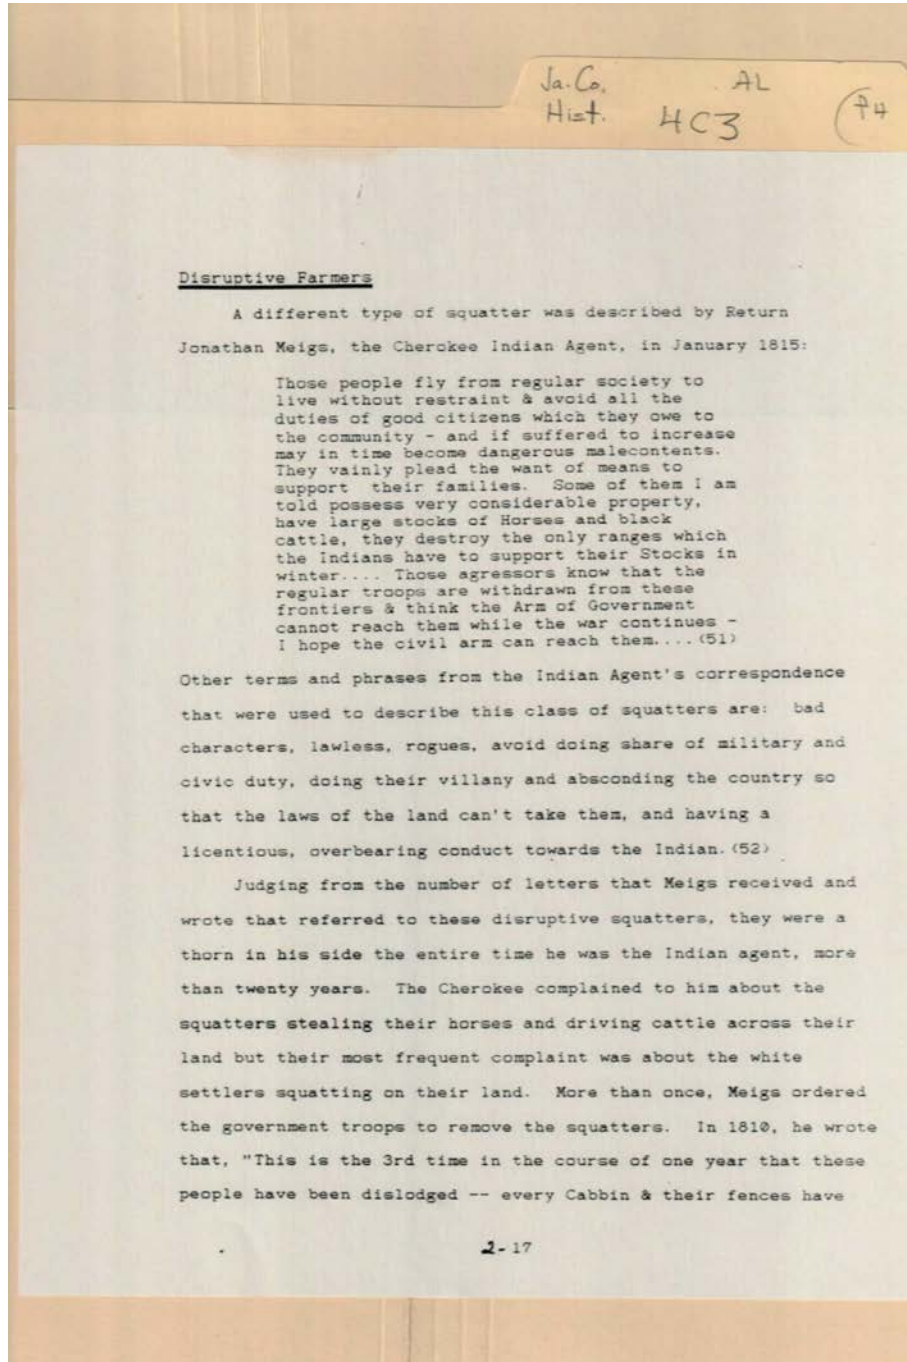 Ja. Co. AL
Hist. 4C3 P4
Disruptive Farmers
A different type of squatter was described by Return
Jonathan Meigs, the Cherokee Indian Agent, in January 1815:
Those people fly from regular society to
live without restraint & avoid all the
duties of good citizens which they owe to
the community - and if suffered to increase
may in time become dangerous malecontents.
They vainly plead the want of means to
support their families. Some of them I am
told possess very considerable property,
have large stocks of Horses and black
cattle, they destroy the only ranges which
the Indians have to support their Stocks in
winter.... Those agressors know that the
regular troops are withdrawn from these
frontiers & think the Arm of Government
cannot reach them while the war continues -
I hope the civil arm can reach them....(51)
Other terms and phrases from the Indian Agent's correspondence
that were used to describe this class of squatters are: bad
characters, lawless, rogues, avoid doing share of military and
civic duty, doing their villany and absconding the country so
that the laws of the land can't take them, and having a
licentious, overbearing conduct towards the Indian.(52)
Judging from the number of letters that Meigs received and
wrote that referred to these disruptive squatters, they were a
thorn in his side the entire time he was the Indian agent, more
than twenty years. The Cherokee complained to him about the
squatters stealing their horses and driving cattle across their
land but their most frequent complaint was about the white
settlers squatting on their land. More than once, Meigs ordered
the government troops to remove the squatters. In 1810, he wrote
that, "This is the 3rd time in the course of one year that these
people have been dislodged -- every Cabbin & their fences have
2-17